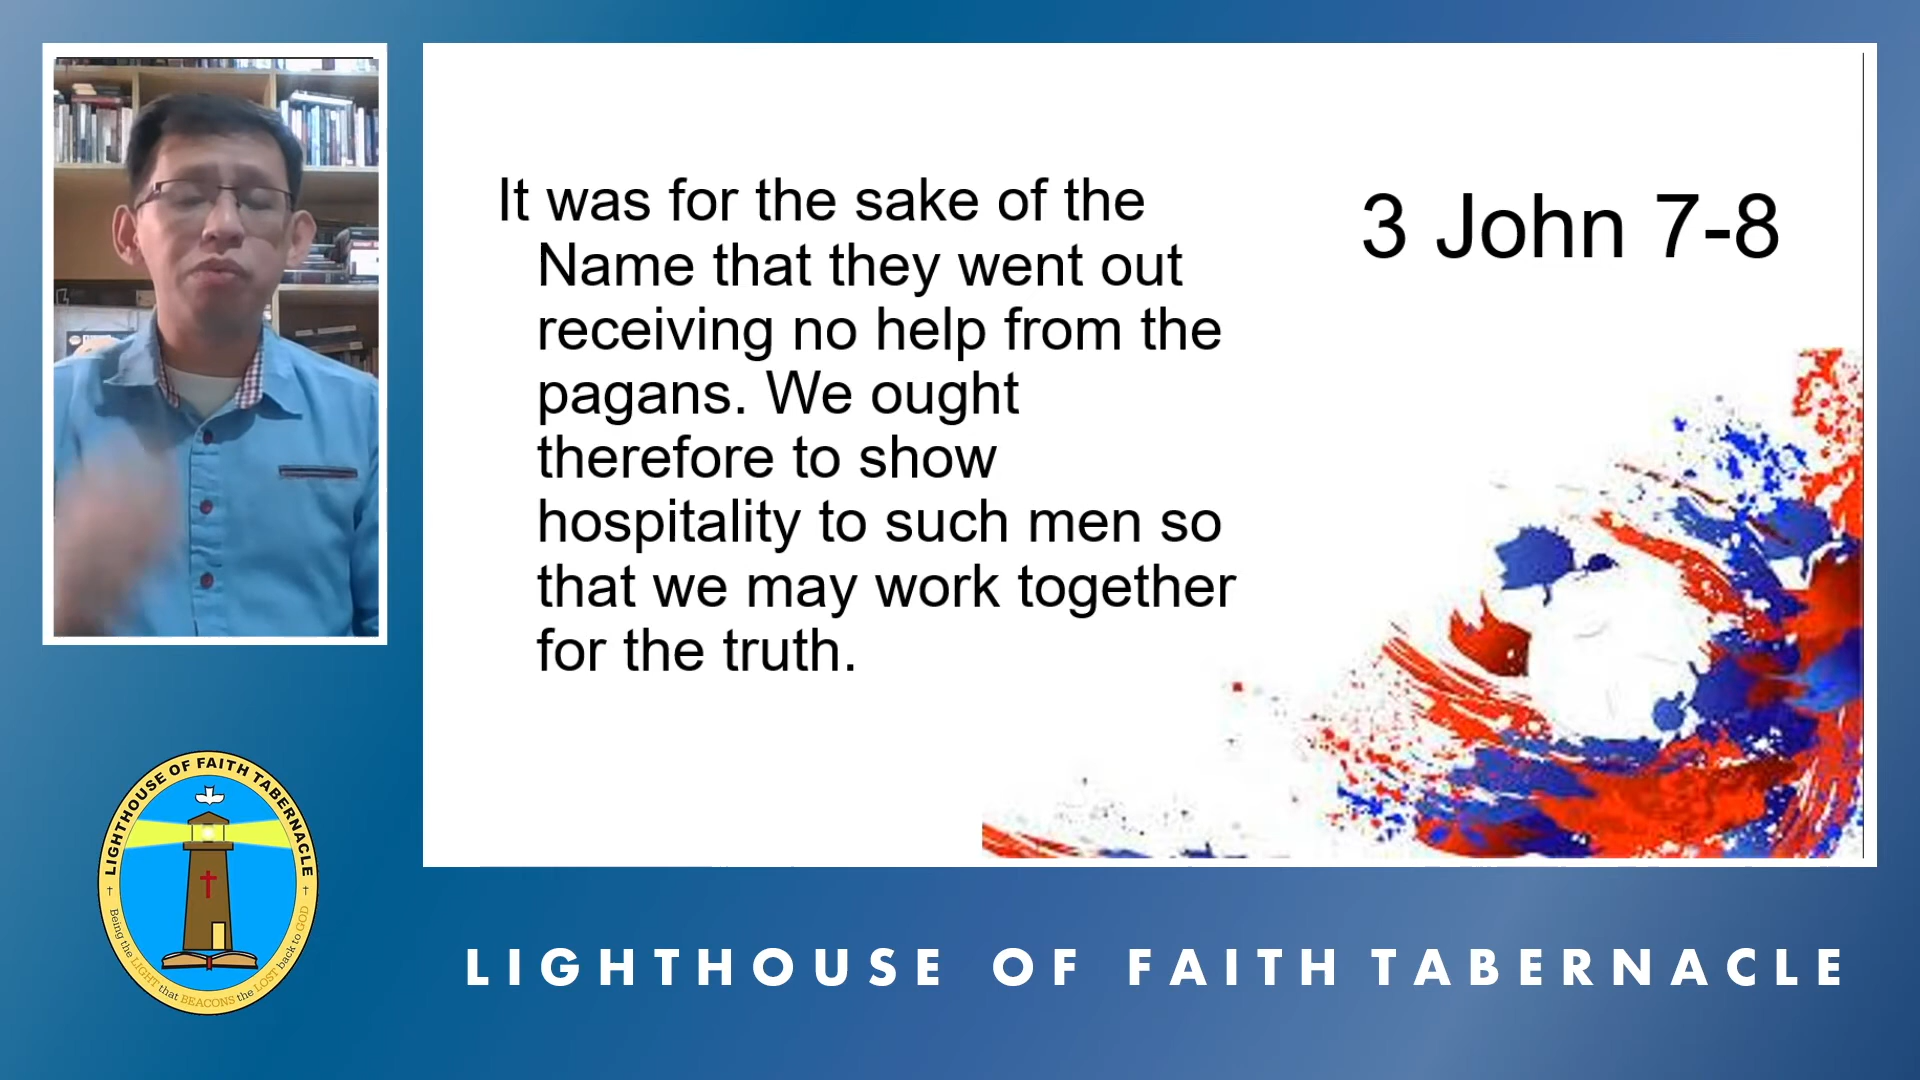 It was for the sake of the
Name that they went out
receiving no help from the
pagans. We ought
therefore to show
hospitality to such men so
that we may work together
for the truth.
3 John 7-8
LIGHTHOUSE OF FAITH TABERNACLE
Being the LIGHT that BEACONS the LOST back to GOD
LIGHTHOUSE OF FAITH TABERNACLE